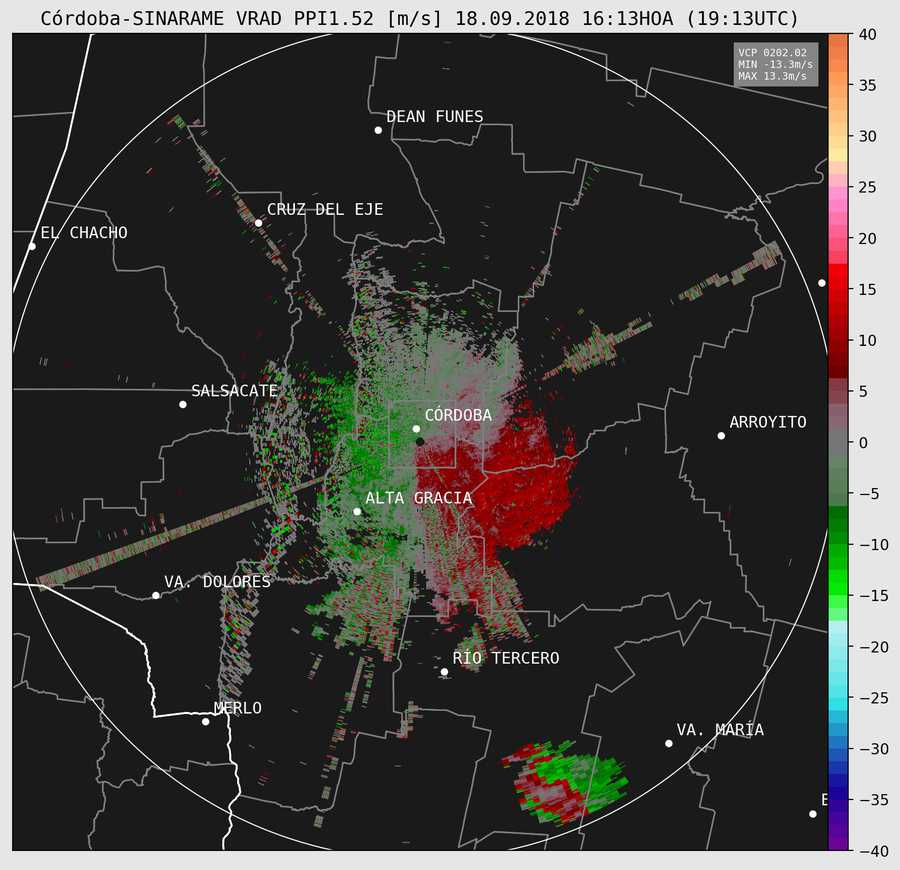 Córdoba-SINARAME VRAD PPI1.52 [m/s] 18.09.2018 16:13HOA (19:13UTC)
VCP 0202.02
MIN -13.3m/s
MAX 13.3m/s
DEAN FUNES
CRUZ DEL EJE
EL CHACHO
SALSACATE
CÓRDOBA
ARROYITO
ALTA GRACIA
VA. DOLORES
RÍO TERCERO
MERLO
VA. MARÍA
40
35
30
25
20
15
10
5
0
−5
−10
−15
−20
−25
−30
−35
−40